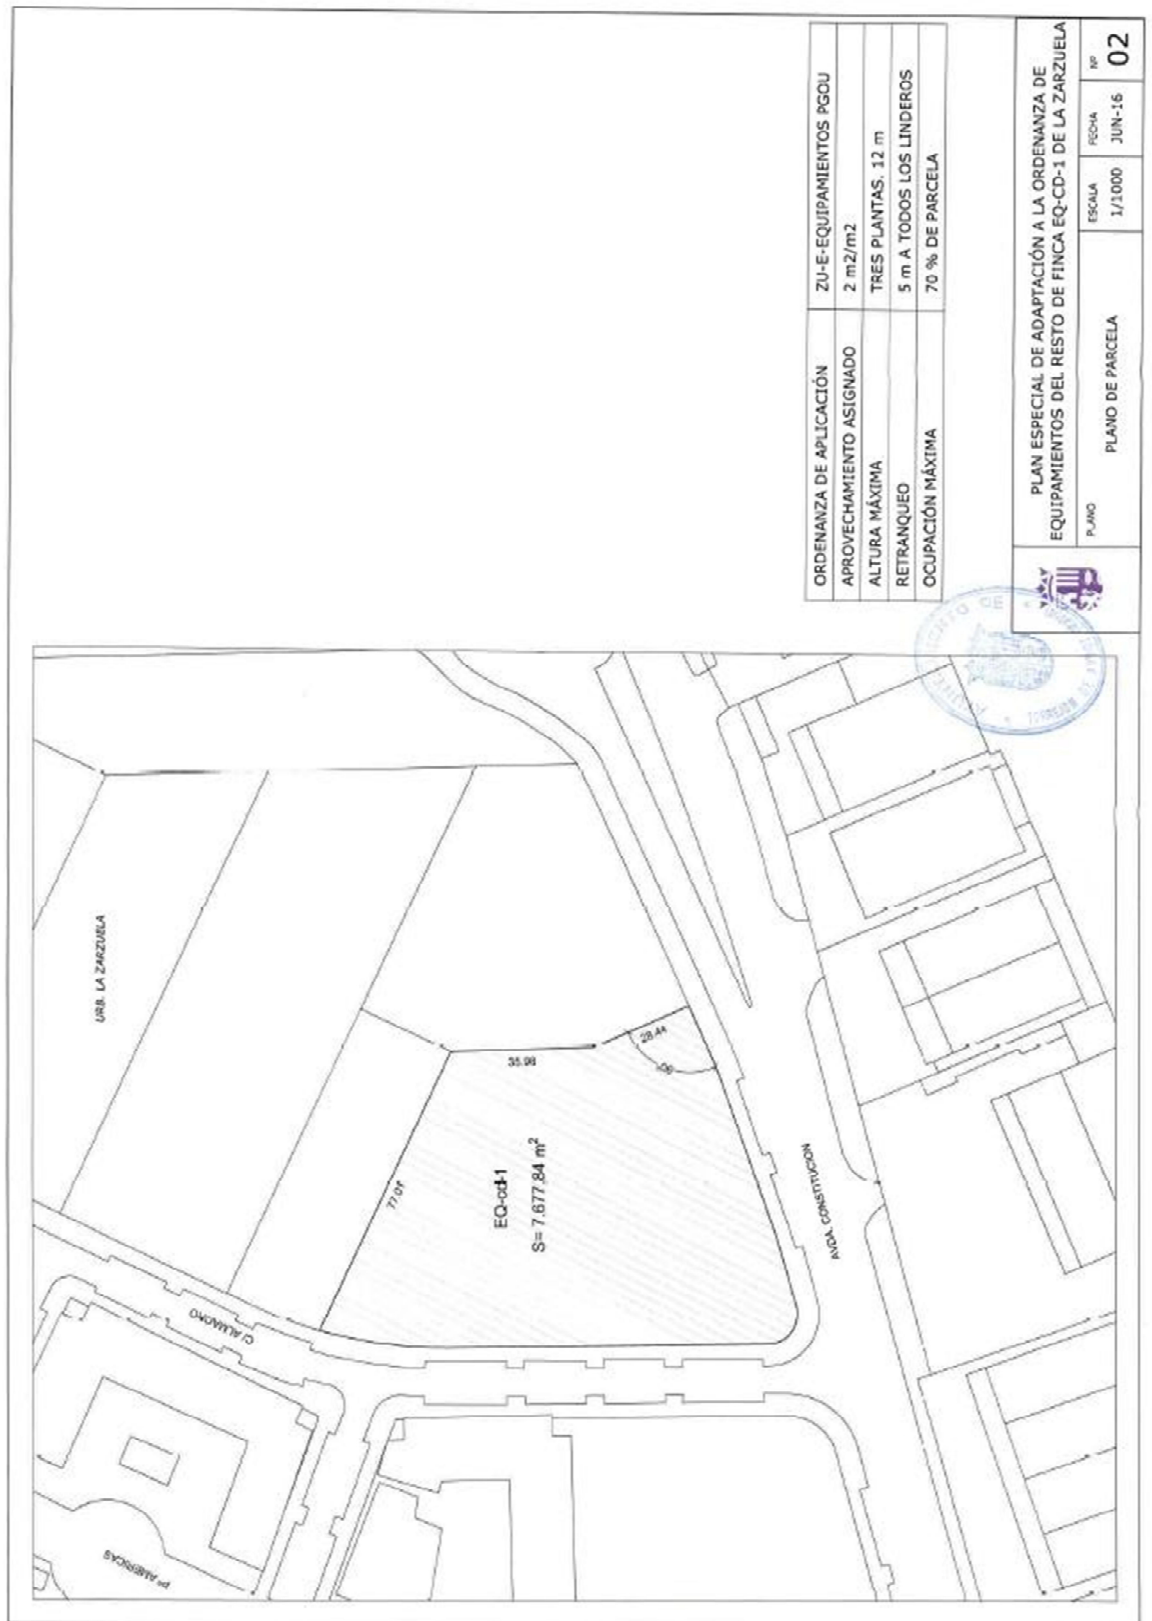 ORDENANZA DE APLICACIÓN ZU-E-EQUIPAMIENTOS PGOU
APROVECHAMIENTO ASIGNADO 2 m2/m2
ALTURA MÁXIMA TRES PLANTAS. 12 m
RETRANQUEO 5 m A TODOS LOS LINDEROS
OCUPACIÓN MÁXIMA 70 % DE PARCELA
PLAN ESPECIAL DE ADAPTACIÓN A LA ORDENANZA DE
EQUIPAMIENTOS DEL RESTO DE FINCA EQ-CD-1 DE LA ZARZUELA
PLANO
PLANO DE PARCELA
ESCALA
1/1000
FECHA
JUN-16
Nº
02
URB. LA ZARZUELA
77.01
35.98
28.44
EQ-cd-1
S= 7.677,84 m²
AVDA. CONSTITUCION
C/ ALMAGRO
Pº AMERICAS